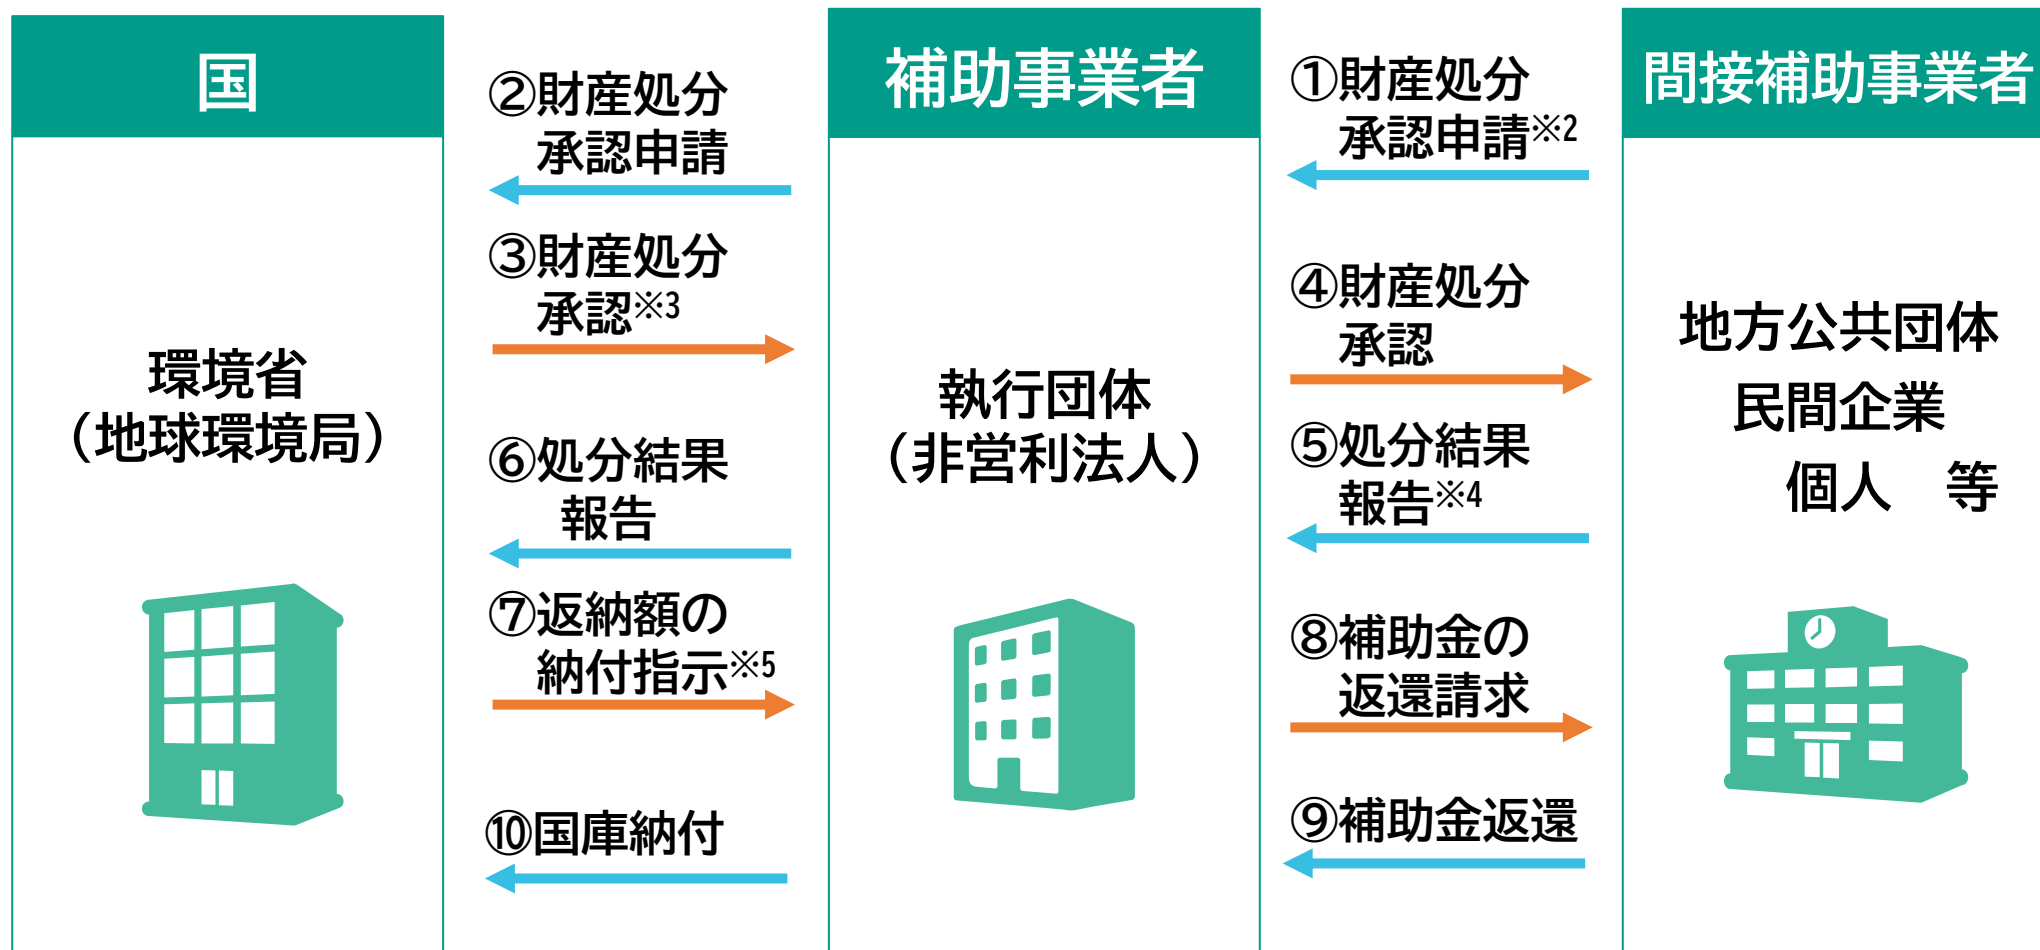 国
環境省
（地球環境局）
②財産処分
承認申請
③財産処分
承認※3
⑥処分結果
報告
⑦返納額の
納付指示※5
⑩国庫納付
補助事業者
執行団体
（非営利法人）
①財産処分
承認申請※2
④財産処分
承認
⑤処分結果
報告※4
⑧補助金の
返還請求
⑨補助金返還
間接補助事業者
地方公共団体
民間企業
個人　等